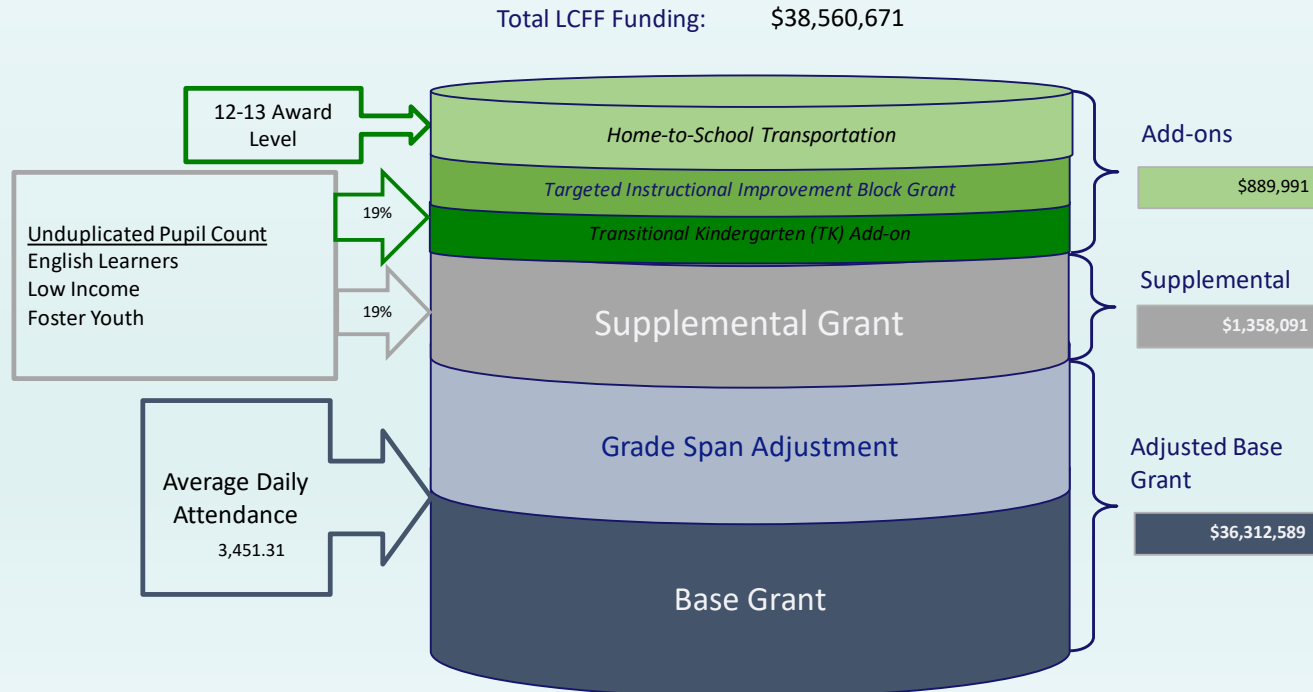 Total LCFF Funding: $38,560,671
12-13 Award
Level
Home-to-School Transportation
Add-ons
$889,991
Targeted Instructional Improvement Block Grant
19%
Transitional Kindergarten (TK) Add-on
Unduplicated Pupil Count
English Learners
Low Income
Foster Youth
19%
Supplemental Grant
Supplemental
$1,358,091
Grade Span Adjustment
Adjusted Base
Grant
$36,312,589
Average Daily
Attendance
3,451.31
Base Grant